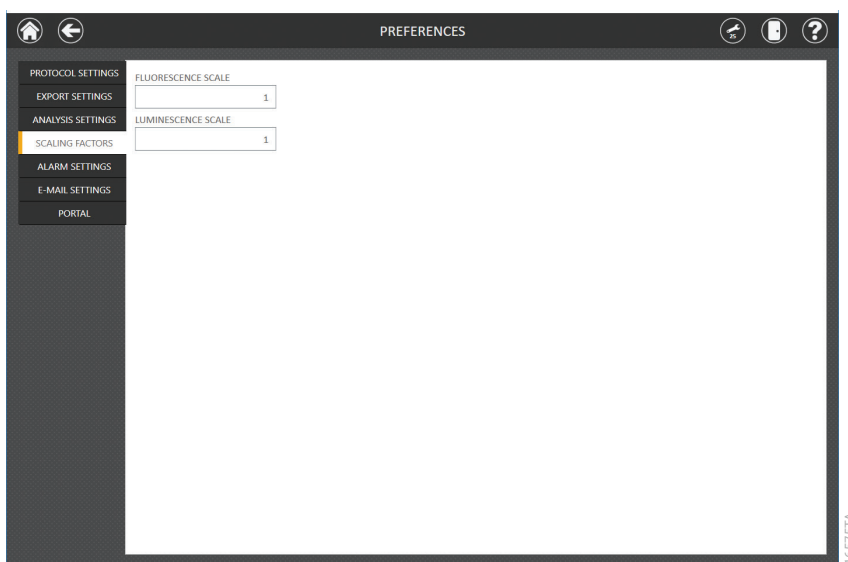 PREFERENCES
25
?
PROTOCOL SETTINGS
EXPORT SETTINGS
ANALYSIS SETTINGS
SCALING FACTORS
ALARM SETTINGS
E-MAIL SETTINGS
PORTAL
FLUORESCENCE SCALE
1
LUMINESCENCE SCALE
1